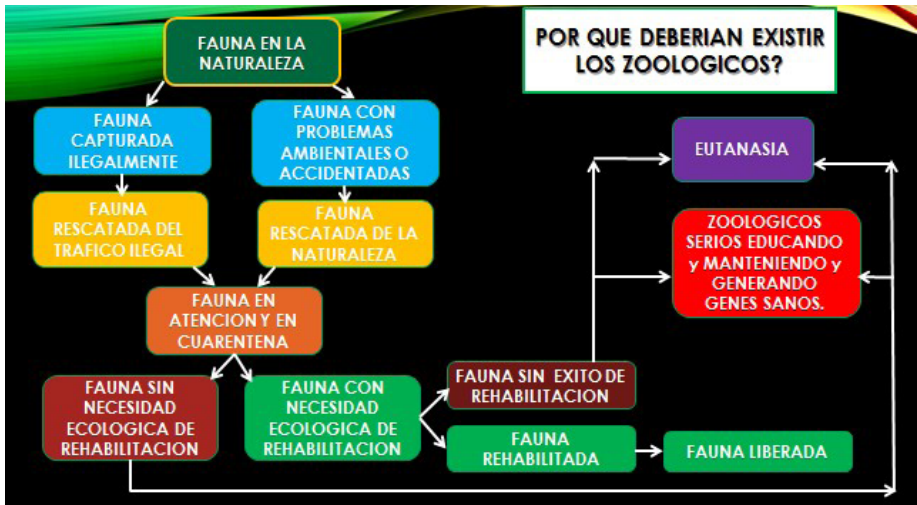 FAUNA EN LA
NATURALEZA
POR QUE DEBERIAN EXISTIR
LOS ZOOLOGICOS?
FAUNA
CAPTURADA
ILEGALMENTE
FAUNA CON
PROBLEMAS
AMBIENTALES O
ACCIDENTADAS
EUTANASIA
FAUNA
RESCATADA DEL
TRAFICO ILEGAL
FAUNA
RESCATADA DE LA
NATURALEZA
ZOOLOGICOS
SERIOS EDUCANDO
y MANTENIENDO y
GENERANDO
GENES SANOS.
FAUNA EN
ATENCION Y EN
CUARENTENA
FAUNA SIN
NECESIDAD
ECOLOGICA DE
REHABILITACION
FAUNA CON
NECESIDAD
ECOLOGICA DE
REHABILITACION
FAUNA SIN EXITO DE
REHABILITACION
FAUNA
REHABILITADA
FAUNA LIBERADA